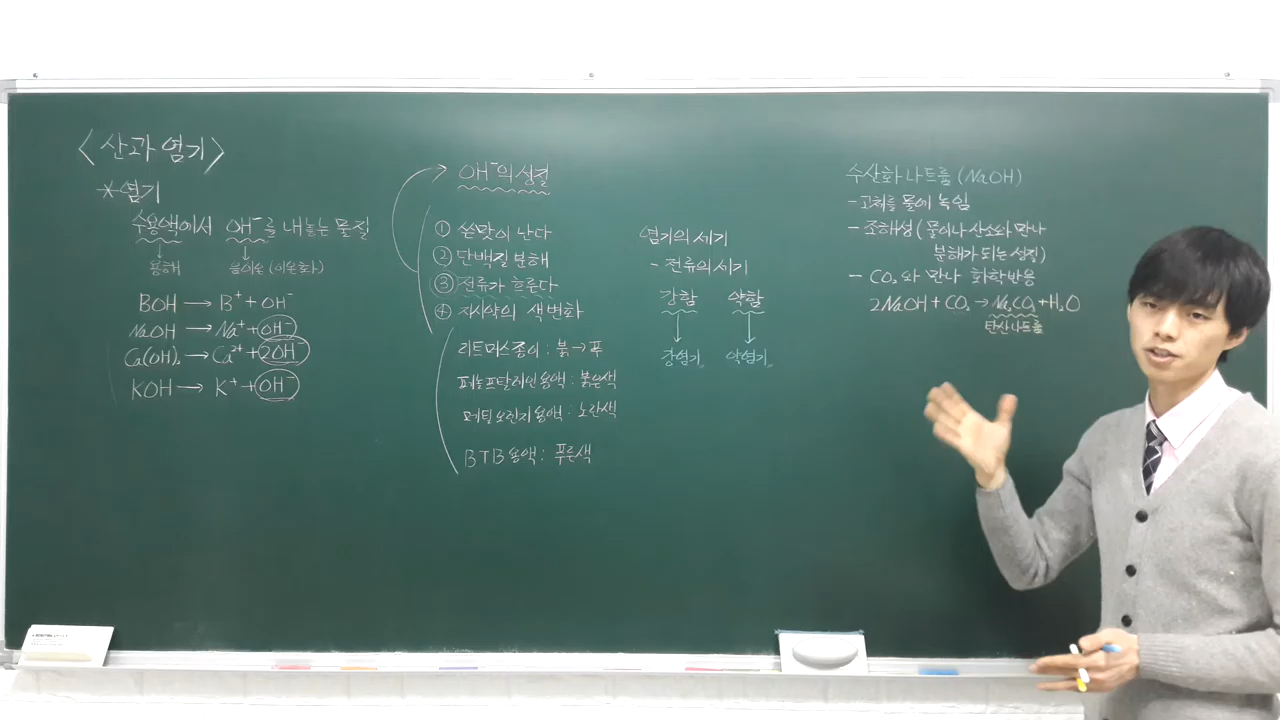 <산과 염기>
*염기
수용액에서 OH⁻를 내놓는 물질
용해
음이온 (이온화)
BOH → B⁺ + OH⁻
NaOH → Na⁺ + OH⁻
Ca(OH)₂ → Ca²⁺ + 2OH⁻
KOH → K⁺ + OH⁻
OH⁻의 성질
① 쓴맛이 난다
② 단백질 분해
③ 전류가 흐른다
④ 지시약의 색 변화
리트머스종이 : 붉→푸
페놀프탈레인용액 : 붉은색
메틸오렌지용액 : 노란색
BTB 용액 : 푸른색
염기의 세기
- 전류의 세기
강함 약함
강염기 약염기
수산화 나트륨 (NaOH)
- 고체를 물에 녹임
- 조해성 (물이나 산소와 만나
분해가 되는 성질)
- CO₂와 만나 화학반응
2NaOH + CO₂ → Na₂CO₃ + H₂O
탄산나트륨